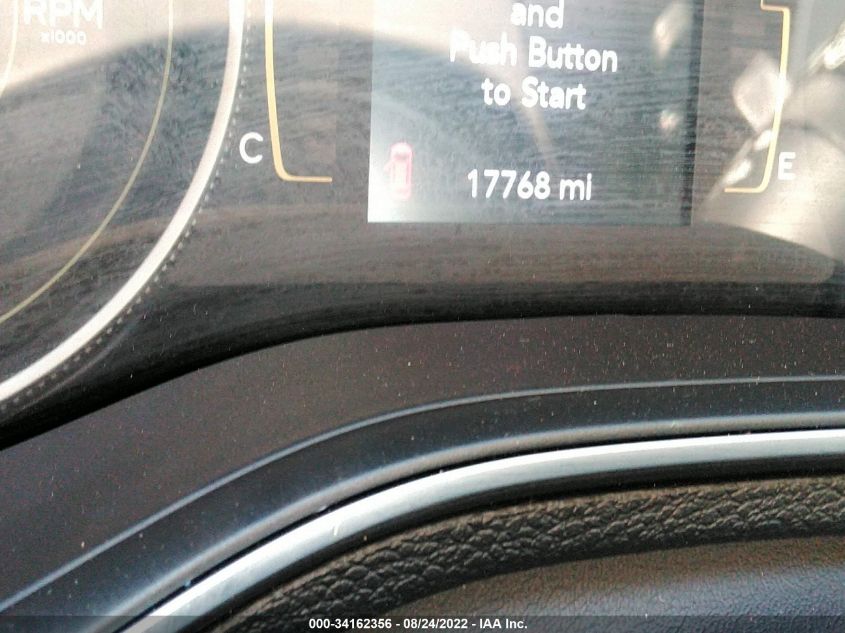 RPM
x1000
and
Push Button
to Start
C
E
17768 mi
000-34162356 - 08/24/2022 - IAA Inc.